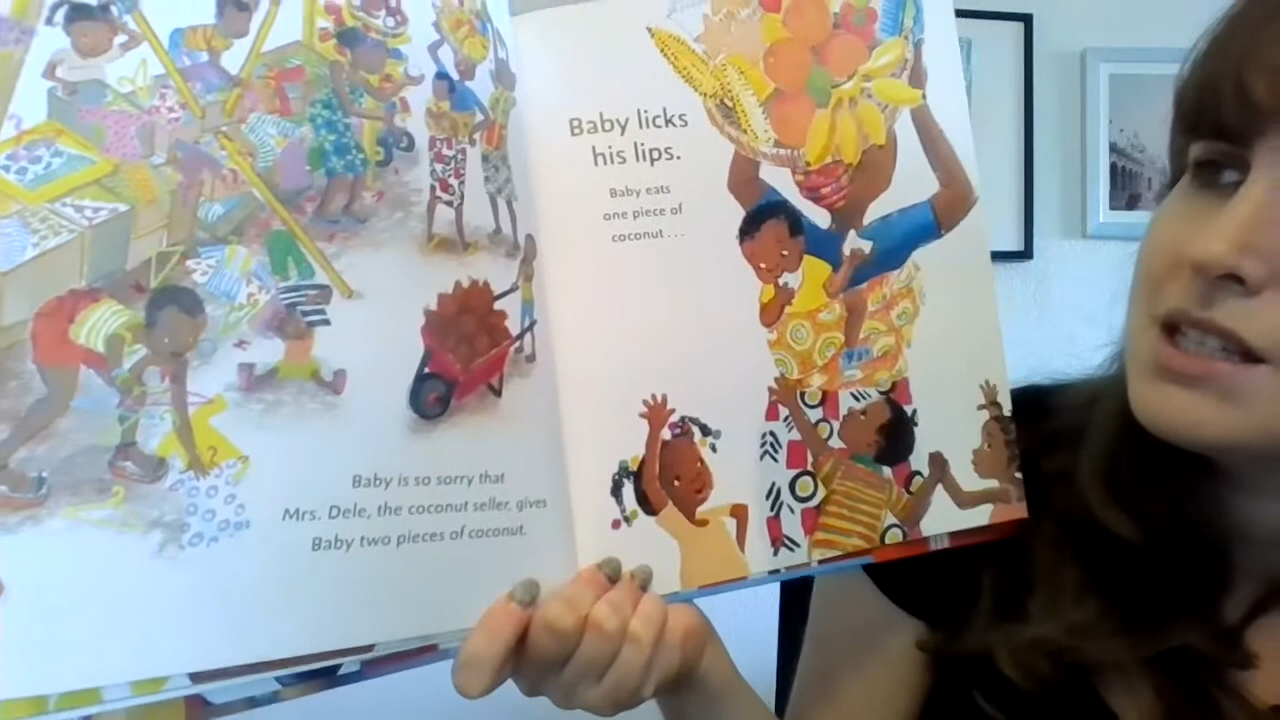 Baby is so sorry that
Mrs. Dele, the coconut seller, gives
Baby two pieces of coconut.
Baby licks
his lips.
Baby eats
one piece of
coconut...